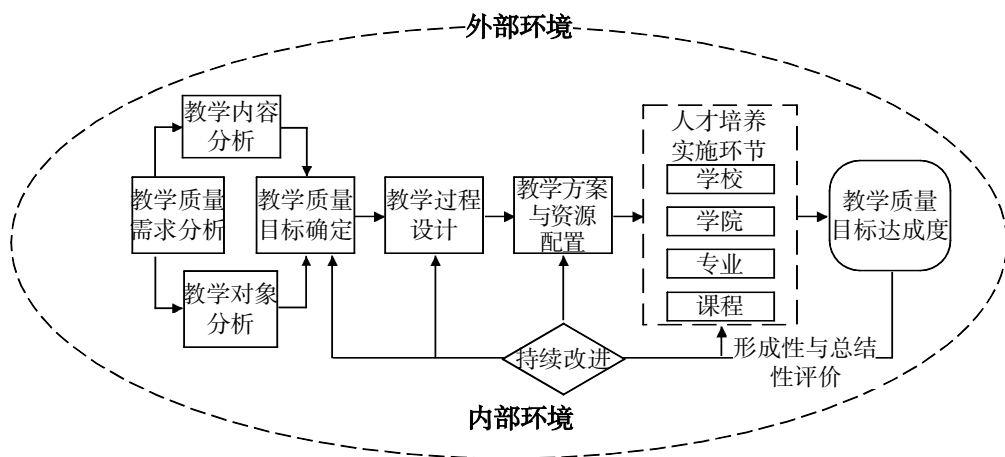 外部环境
教学内容
分析
教学质量
需求分析
教学对象
分析
教学质量
目标确定
教学过程
设计
教学方案
与资源
配置
人才培养
实施环节
学校
学院
专业
课程
教学质量
目标达成度
持续改进
形成性与总结
性评价
内部环境